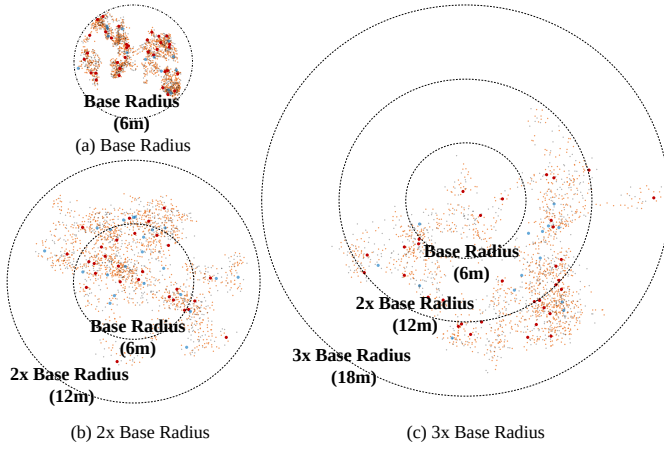 Base Radius
(6m)
(a) Base Radius
Base Radius
(6m)
2x Base Radius
(12m)
(b) 2x Base Radius
Base Radius
(6m)
2x Base Radius
(12m)
3x Base Radius
(18m)
(c) 3x Base Radius